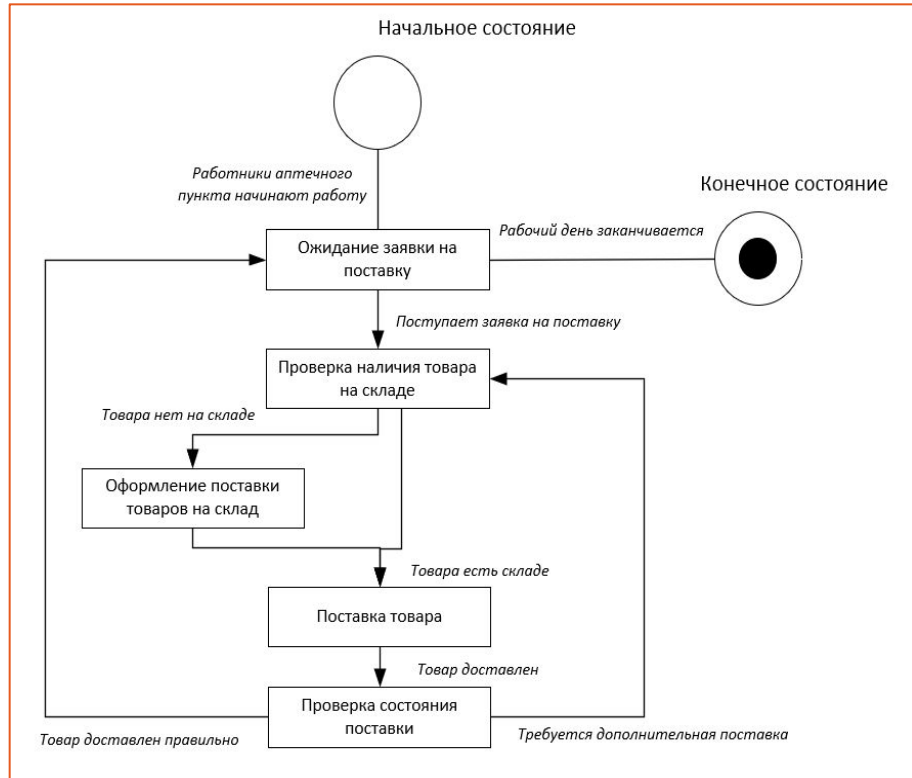 Начальное состояние
Работники аптечного
пункта начинают работу
Конечное состояние
Рабочий день заканчивается
Ожидание заявки на
поставку
Поступает заявка на поставку
Проверка наличия товара
на складе
Товара нет на складе
Оформление поставки
товаров на склад
Товара есть складе
Поставка товара
Товар доставлен
Проверка состояния
поставки
Товар доставлен правильно
Требуется дополнительная поставка